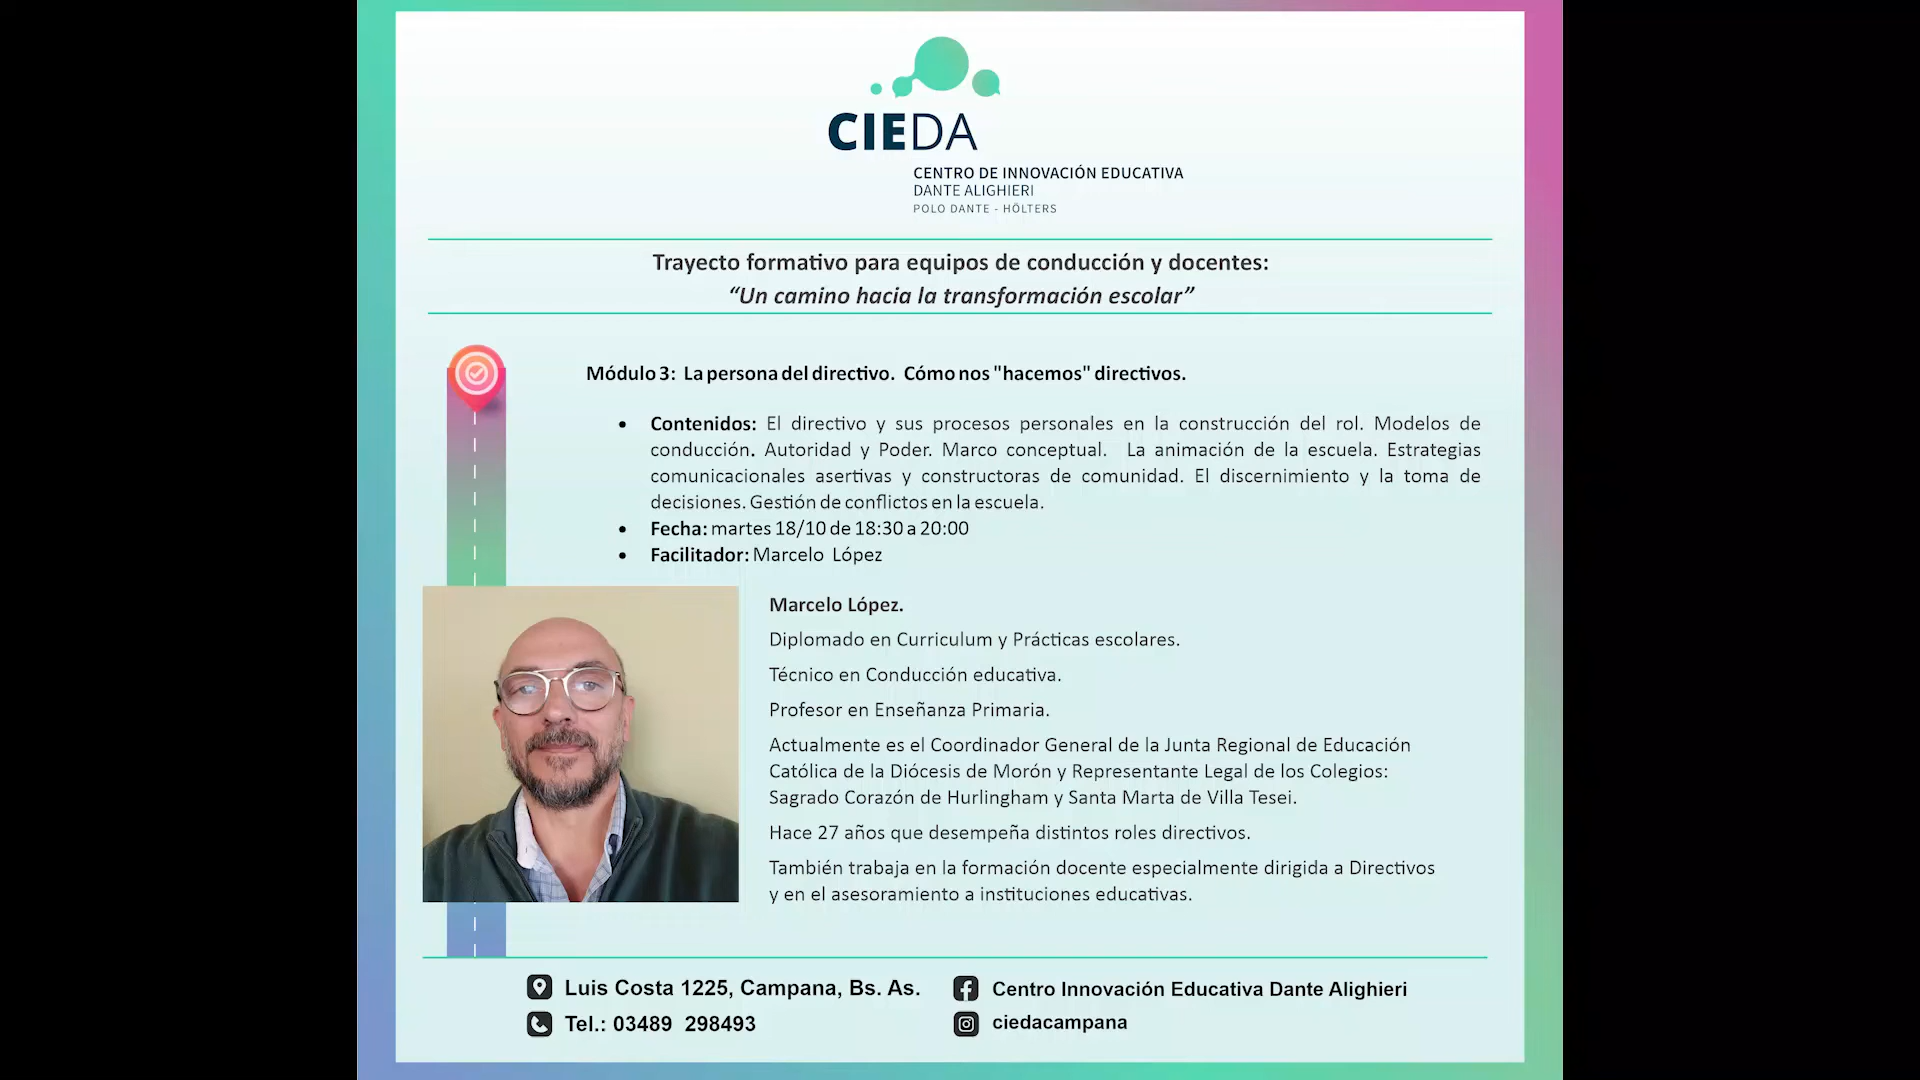 CIEDA
CENTRO DE INNOVACIÓN EDUCATIVA
DANTE ALIGHIERI
POLO DANTE - HÖLTERS
Trayecto formativo para equipos de conducción y docentes:
“Un camino hacia la transformación escolar”
Módulo 3: La persona del directivo. Cómo nos "hacemos" directivos.
• Contenidos: El directivo y sus procesos personales en la construcción del rol. Modelos de
conducción. Autoridad y Poder. Marco conceptual. La animación de la escuela. Estrategias
comunicacionales asertivas y constructoras de comunidad. El discernimiento y la toma de
decisiones. Gestión de conflictos en la escuela.
• Fecha: martes 18/10 de 18:30 a 20:00
• Facilitador: Marcelo López
Marcelo López.
Diplomado en Curriculum y Prácticas escolares.
Técnico en Conducción educativa.
Profesor en Enseñanza Primaria.
Actualmente es el Coordinador General de la Junta Regional de Educación
Católica de la Diócesis de Morón y Representante Legal de los Colegios:
Sagrado Corazón de Hurlingham y Santa Marta de Villa Tesei.
Hace 27 años que desempeña distintos roles directivos.
También trabaja en la formación docente especialmente dirigida a Directivos
y en el asesoramiento a instituciones educativas.
Luis Costa 1225, Campana, Bs. As.
Tel.: 03489 298493
Centro Innovación Educativa Dante Alighieri
ciedacampana